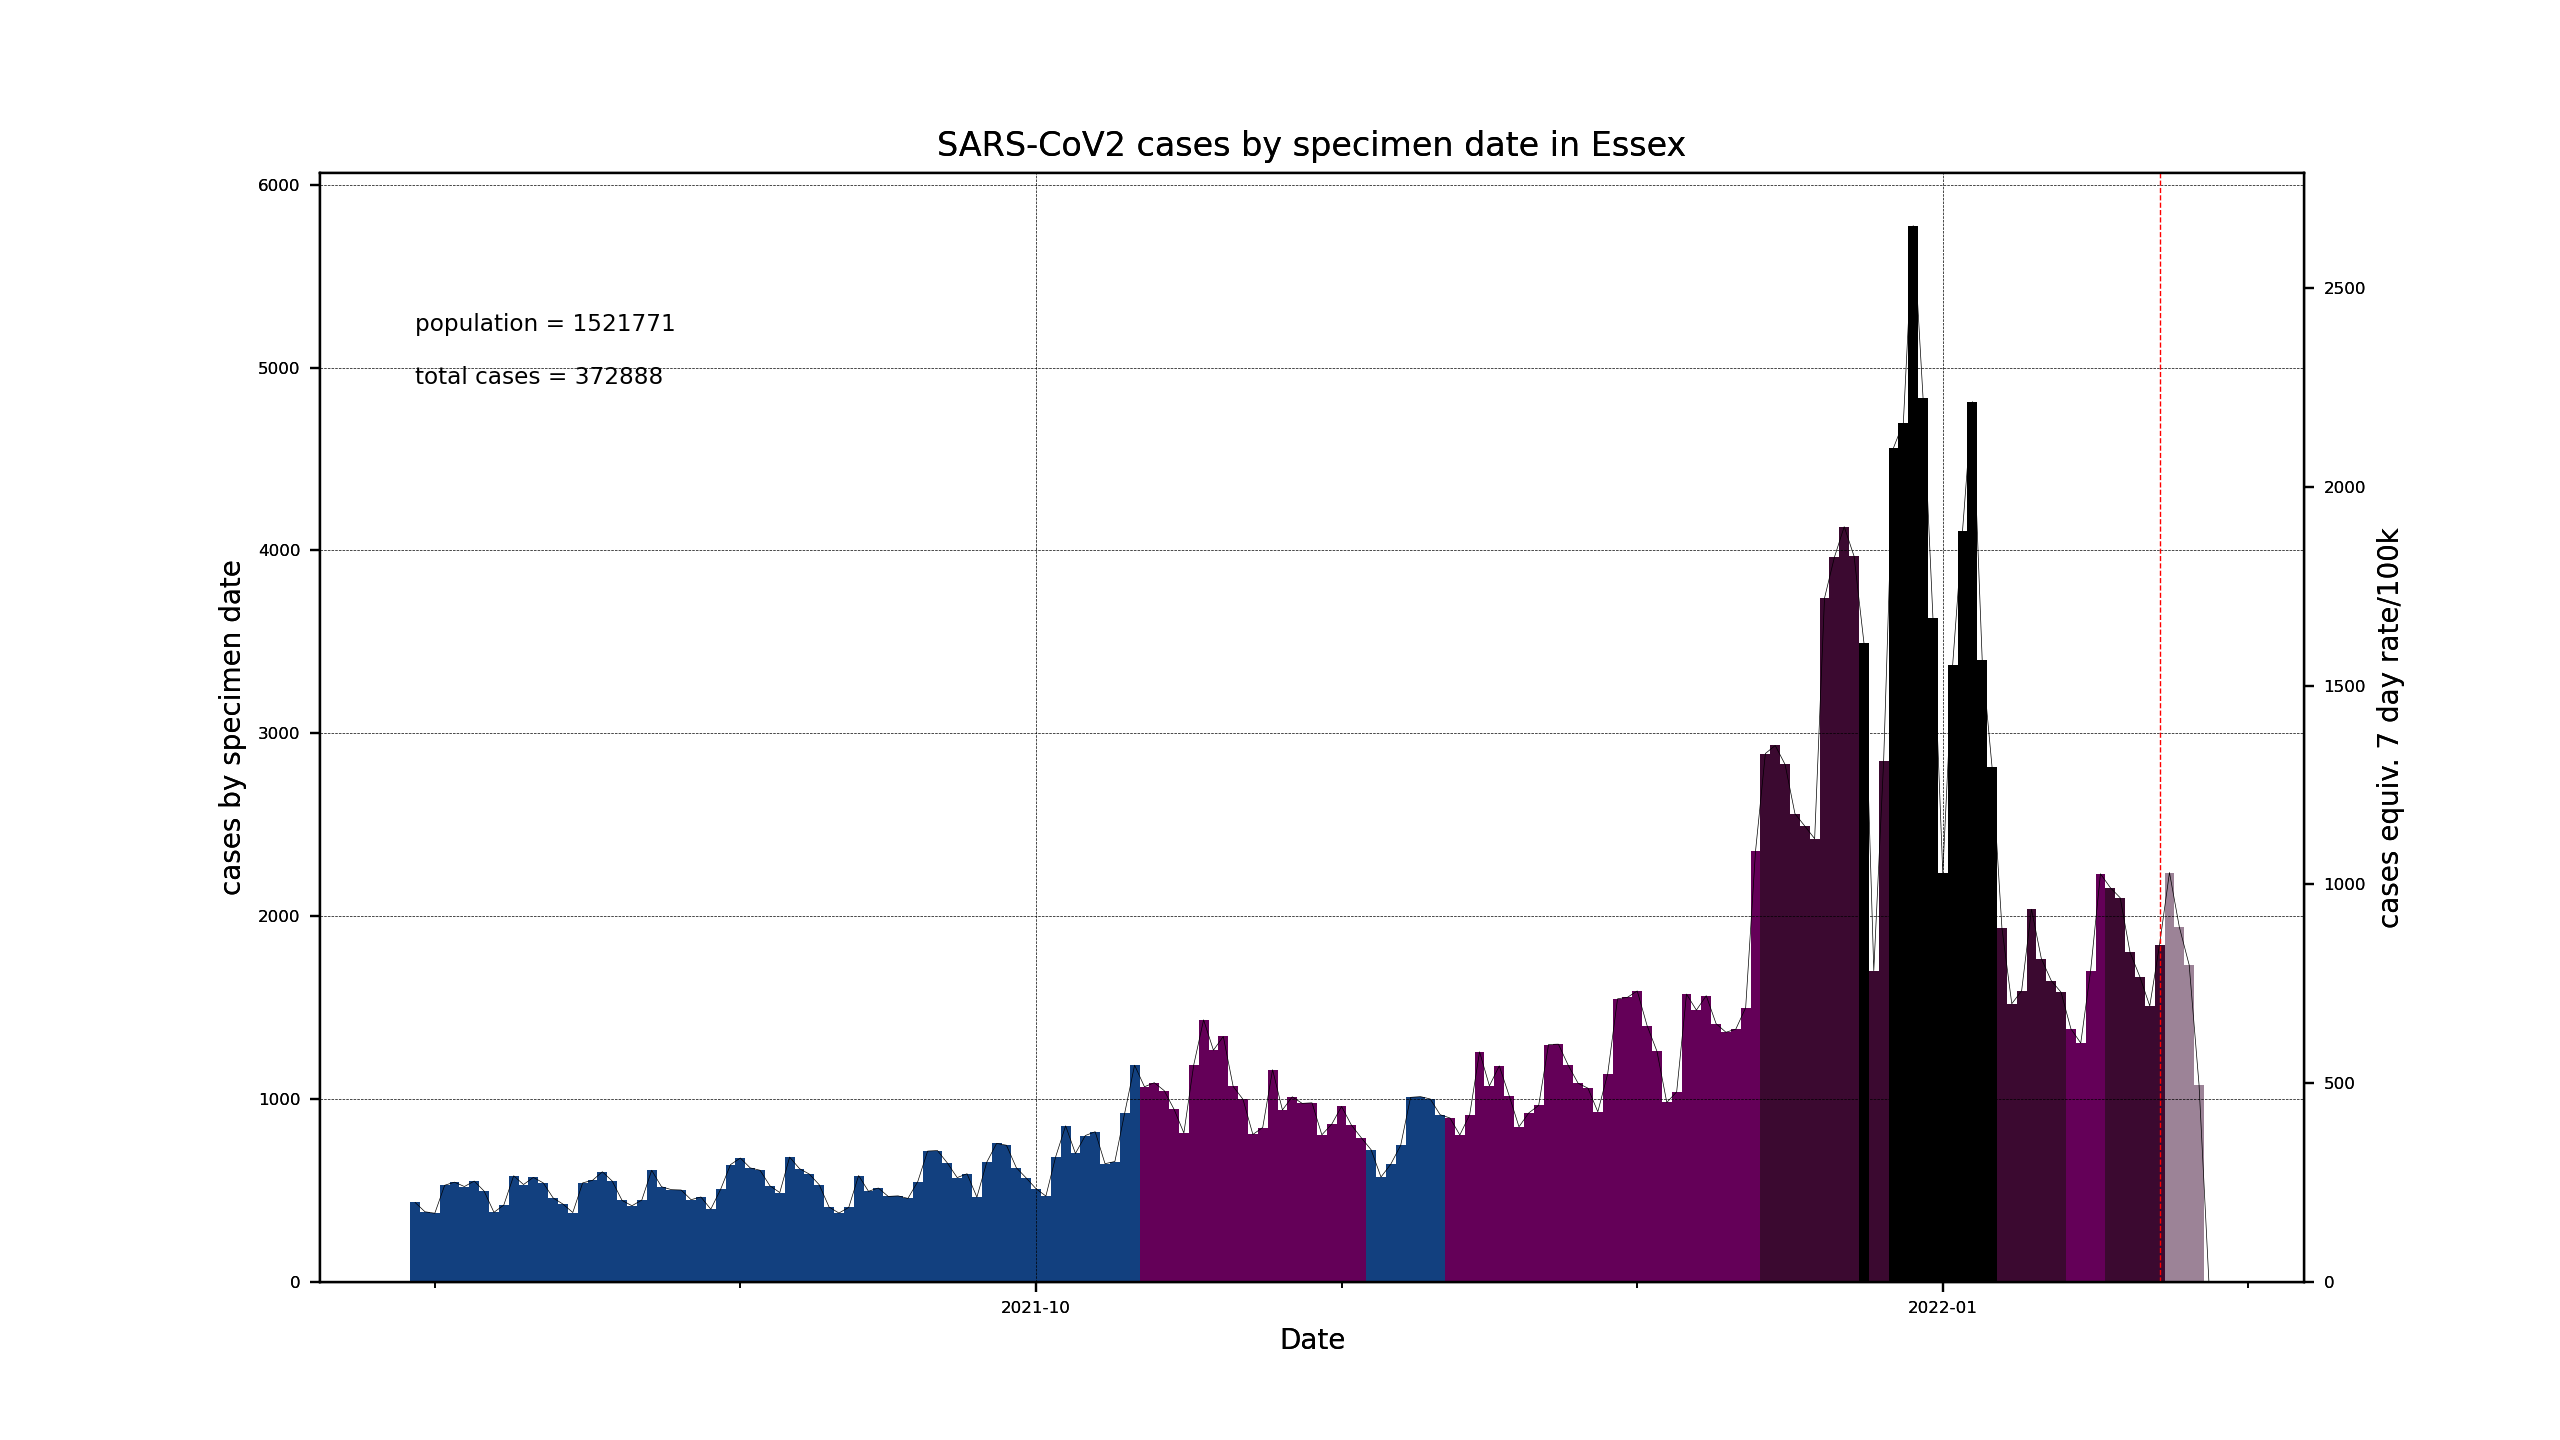 SARS-CoV2 cases by specimen date in Essex
6000
5000
4000
3000
2000
1000
0
cases by specimen date
population = 1521771
total cases = 372888
2500
2000
1500
1000
500
0
cases equiv. 7 day rate/100k
2021-10
2022-01
Date